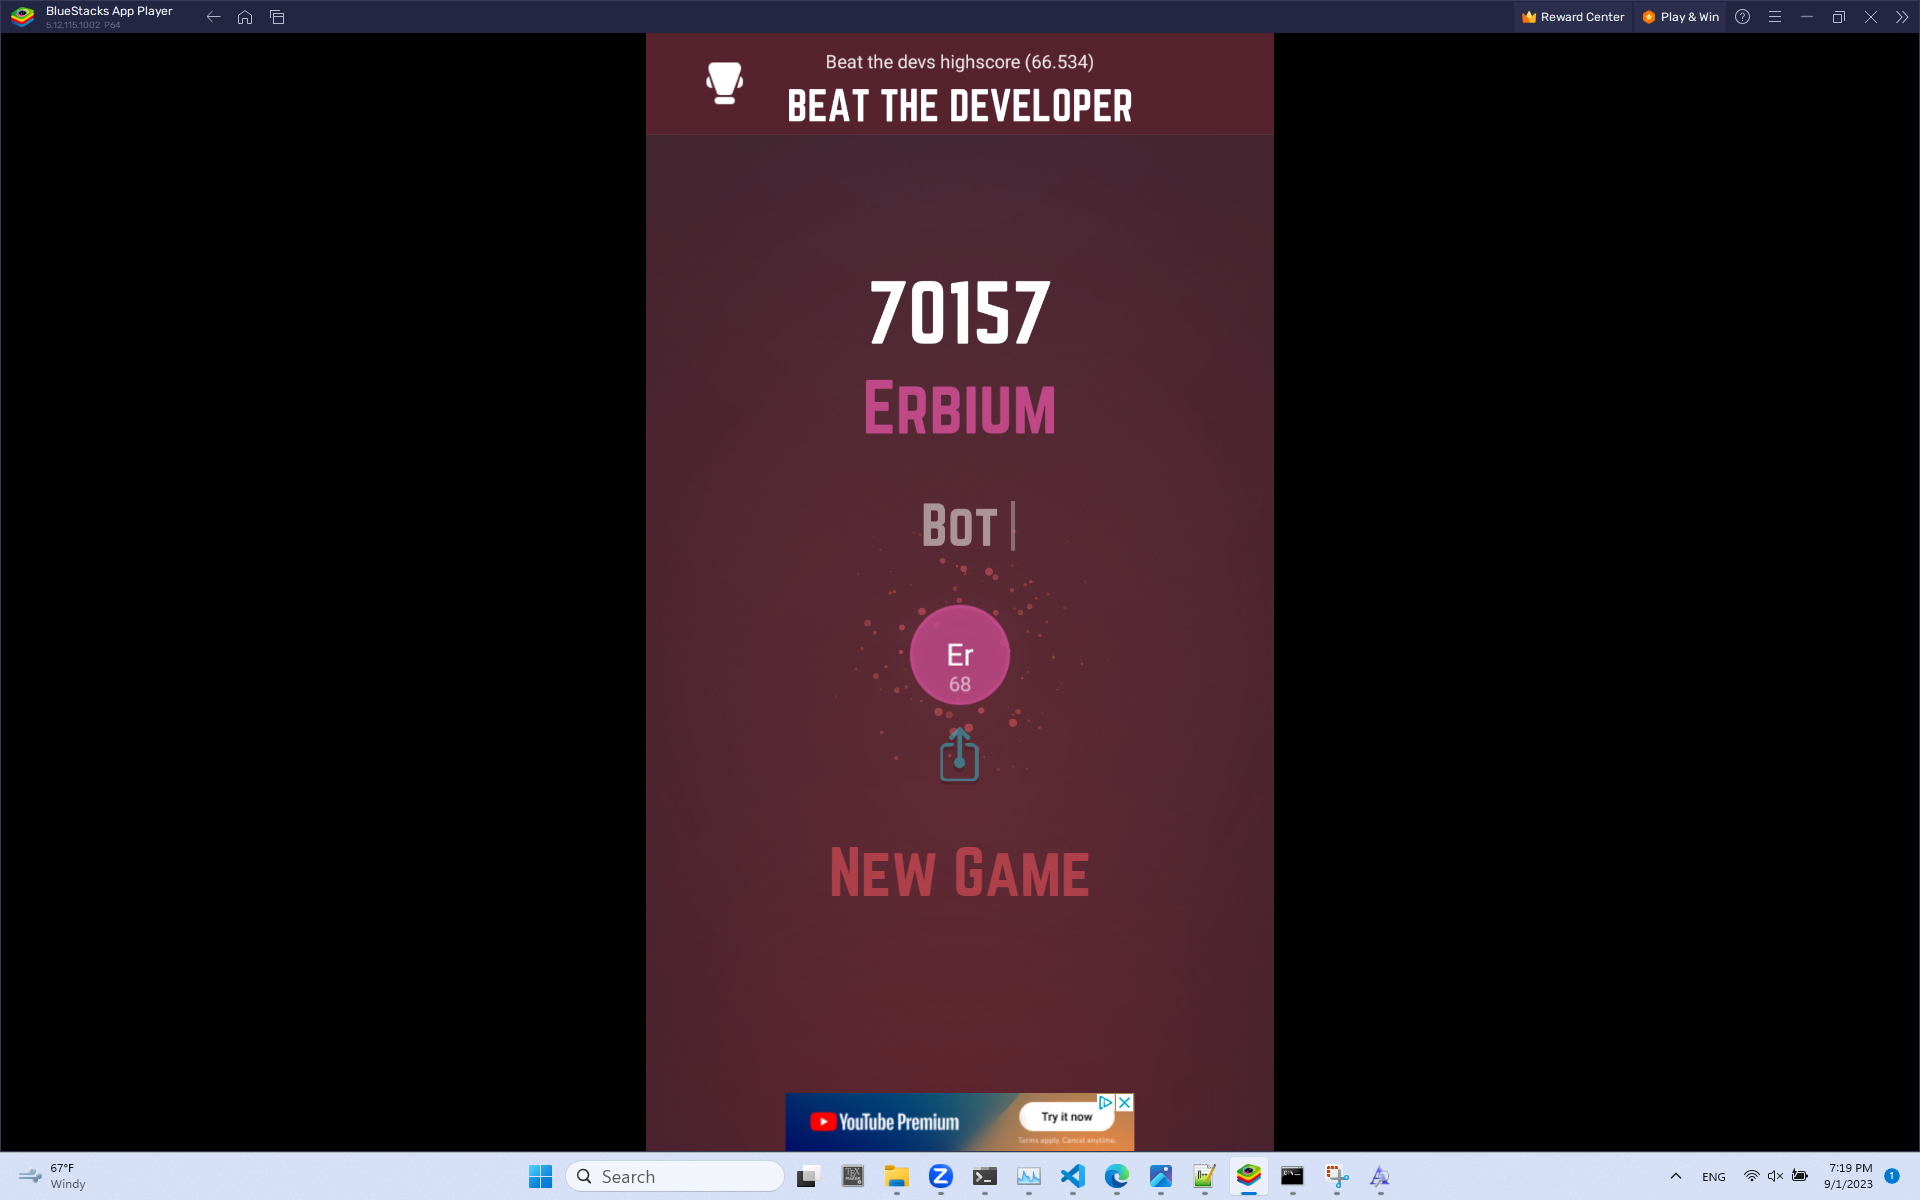 BlueStacks App Player
5.12.115.1002 P64
Reward Center
Play & Win
Beat the devs highscore (66.534)
BEAT THE DEVELOPER
70157
ERBIUM
BOT
Er
68
NEW GAME
YouTube Premium
Try it now
Terms apply. Cancel anytime.
67°F
Windy
Search
ENG
7:19 PM
9/1/2023
1